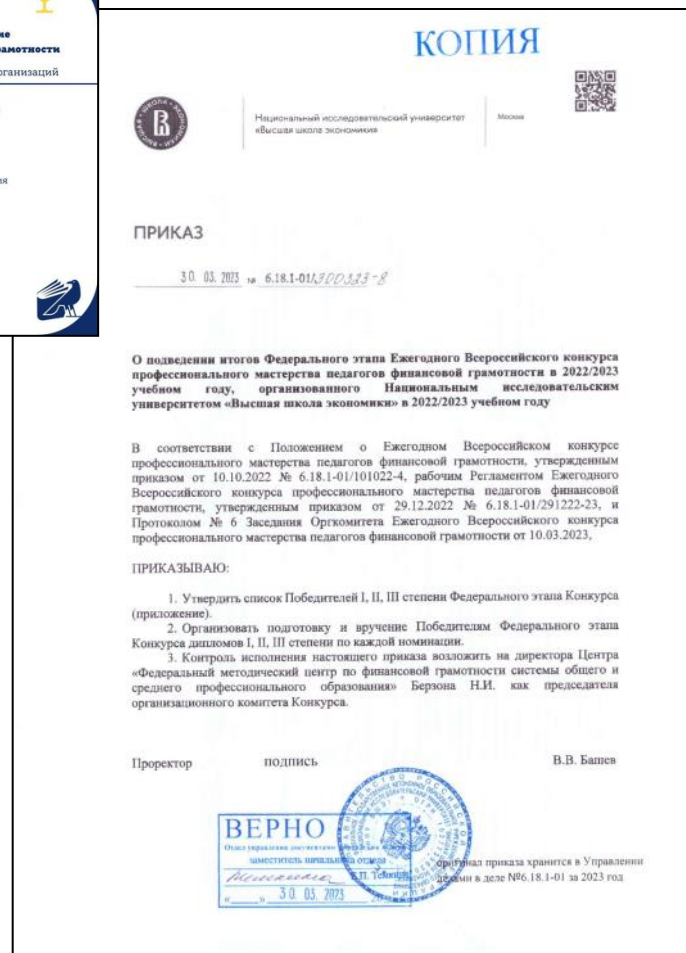 не
рамотности
рганизаций
ия
КОПИЯ
Национальный исследовательский университет
«Высшая школа экономики»
Москва
ПРИКАЗ
30. 03. 2023 № 6.18.1-01/300323-8
О подведении итогов Федерального этапа Ежегодного Всероссийского конкурса
профессионального мастерства педагогов финансовой грамотности в 2022/2023
учебном году, организованного Национальным исследовательским
университетом «Высшая школа экономики» в 2022/2023 учебном году
В соответствии с Положением о Ежегодном Всероссийском конкурсе
профессионального мастерства педагогов финансовой грамотности, утвержденным
приказом от 10.10.2022 № 6.18.1-01/101022-4, рабочим Регламентом Ежегодного
Всероссийского конкурса профессионального мастерства педагогов финансовой
грамотности, утвержденным приказом от 29.12.2022 № 6.18.1-01/291222-23, и
Протоколом № 6 Заседания Оргкомитета Ежегодного Всероссийского конкурса
профессионального мастерства педагогов финансовой грамотности от 10.03.2023,
ПРИКАЗЫВАЮ:
1. Утвердить список Победителей I, II, III степени Федерального этапа Конкурса
(приложение).
2. Организовать подготовку и вручение Победителям Федерального этапа
Конкурса дипломов I, II, III степени по каждой номинации.
3. Контроль исполнения настоящего приказа возложить на директора Центра
«Федеральный методический центр по финансовой грамотности системы общего и
среднего профессионального образования» Берзона Н.И. как председателя
организационного комитета Конкурса.
Проректор подпись В.В. Башев
ВЕРНО
заместитель начальника отдела
30. 03. 2023
оригинал приказа хранится в Управлении
делами в деле №6.18.1-01 за 2023 год